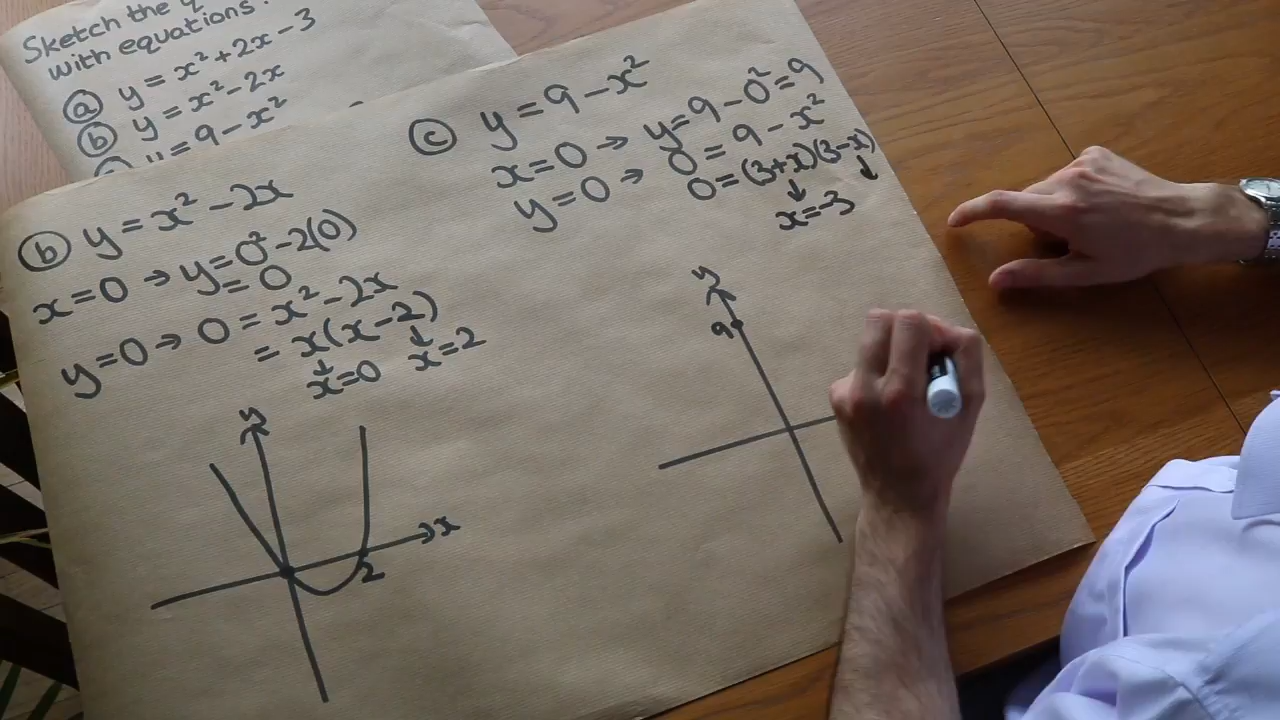 Sketch the
with equations.
ⓐ y = x² + 2x - 3
ⓑ y = x² - 2x
y = 9 - x²
ⓑ y = x² - 2x
x = 0 → y = 0² - 2(0)
= 0
y = 0 → 0 = x² - 2x
= x(x - 2)
↓ ↓
x = 0 x = 2
y
x
2
ⓒ y = 9 - x²
x = 0 → y = 9 - 0² = 9
y = 0 → 0 = 9 - x²
0 = (3 + x)(3 - x)
↓ ↓
x = -3
y
9